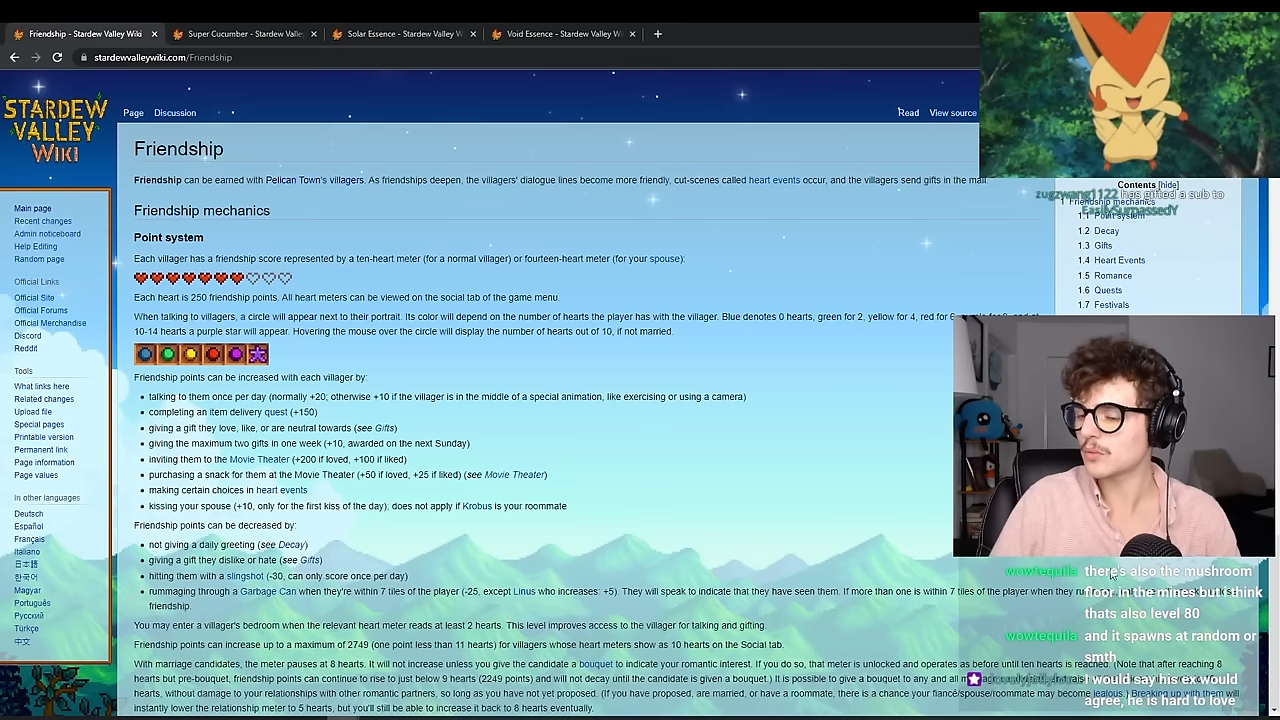 Friendship - Stardew Valley Wiki
Super Cucumber - Stardew Valle
Solar Essence - Stardew Valley W
Void Essence - Stardew Valley W
stardewvalleywiki.com/Friendship
STARDEW
VALLEY
WIKI
Page
Discussion
Read
View source
Main page
Recent changes
Admin noticeboard
Help Editing
Random page
Official Links
Official Site
Official Forums
Official Merchandise
Discord
Reddit
Tools
What links here
Related changes
Upload file
Special pages
Printable version
Permanent link
Page information
Page values
In other languages
Deutsch
Español
Français
Italiano
日本語
한국어
Magyar
Português
Русский
Türkçe
中文
Friendship
Friendship can be earned with Pelican Town's villagers. As friendships deepen, the villagers' dialogue lines become more friendly, cut-scenes called heart events occur, and the villagers send gifts in the mail.
Friendship mechanics
Point system
Each villager has a friendship score represented by a ten-heart meter (for a normal villager) or fourteen-heart meter (for your spouse):
Each heart is 250 friendship points. All heart meters can be viewed on the social tab of the game menu.
When talking to villagers, a circle will appear next to their portrait. Its color will depend on the number of hearts the player has with the villager. Blue denotes 0 hearts, green for 2, yellow for 4, red for 6
10-14 hearts a purple star will appear. Hovering the mouse over the circle will display the number of hearts out of 10, if not married.
Friendship points can be increased with each villager by:
talking to them once per day (normally +20; otherwise +10 if the villager is in the middle of a special animation, like exercising or using a camera)
completing an item delivery quest (+150)
giving a gift they love, like, or are neutral towards (see Gifts)
giving the maximum two gifts in one week (+10, awarded on the next Sunday)
inviting them to the Movie Theater (+200 if loved, +100 if liked)
purchasing a snack for them at the Movie Theater (+50 if loved, +25 if liked) (see Movie Theater)
making certain choices in heart events
kissing your spouse (+10, only for the first kiss of the day); does not apply if Krobus is your roommate
Friendship points can be decreased by:
not giving a daily greeting (see Decay)
giving a gift they dislike or hate (see Gifts)
hitting them with a slingshot (-30, can only occur once per day)
rummaging through a Garbage Can when they're within 7 tiles of the player (-25, except Linus who increases: +5). They will speak to indicate that they have seen them. If more than one is within 7 tiles of the player when they
friendship.
You may enter a villager's bedroom when the relevant heart meter reads at least 2 hearts. This level improves access to the villager for talking and gifting.
Friendship points can increase up to a maximum of 2749 (one point less than 11 hearts) for villagers which now show as 10 hearts on the Social tab.
With marriage candidates, the meter pauses at 8 hearts. It will not increase unless you give the candidate a bouquet to indicate your romantic interest. If you do so, that meter is unlocked and operates as before until ten hearts is reached. (Note that after reaching 8
hearts but pre-bouquet, friendship points can continue to rise to just below 9 hearts (2249 points) and will not decay until the candidate is given a bouquet.) It is possible to give a bouquet to any and all
hearts, without damage to your other romantic partners, so long as you have not yet proposed. (If you have proposed, are married, or have a roommate, there is a chance your fiancé/spouse/roommate may become jealous.) Breaking up with them will
instantly lower the relationship meter to 5 hearts, but you'll still be able to increase it back to 8 hearts eventually.
Contents [hide]
1 Friendship mechanics
1.1 Point system
1.2 Decay
1.3 Gifts
1.4 Heart Events
1.5 Romance
1.6 Quests
1.7 Festivals
zugzwang1122 has gifted a sub to
EasilySurpassedY
wowtequila there's also the mushroom
floor in the mines but i think
thats also level 80
wowtequila and it spawns at random or
smth
I would say his ex would
agree, he is hard to love